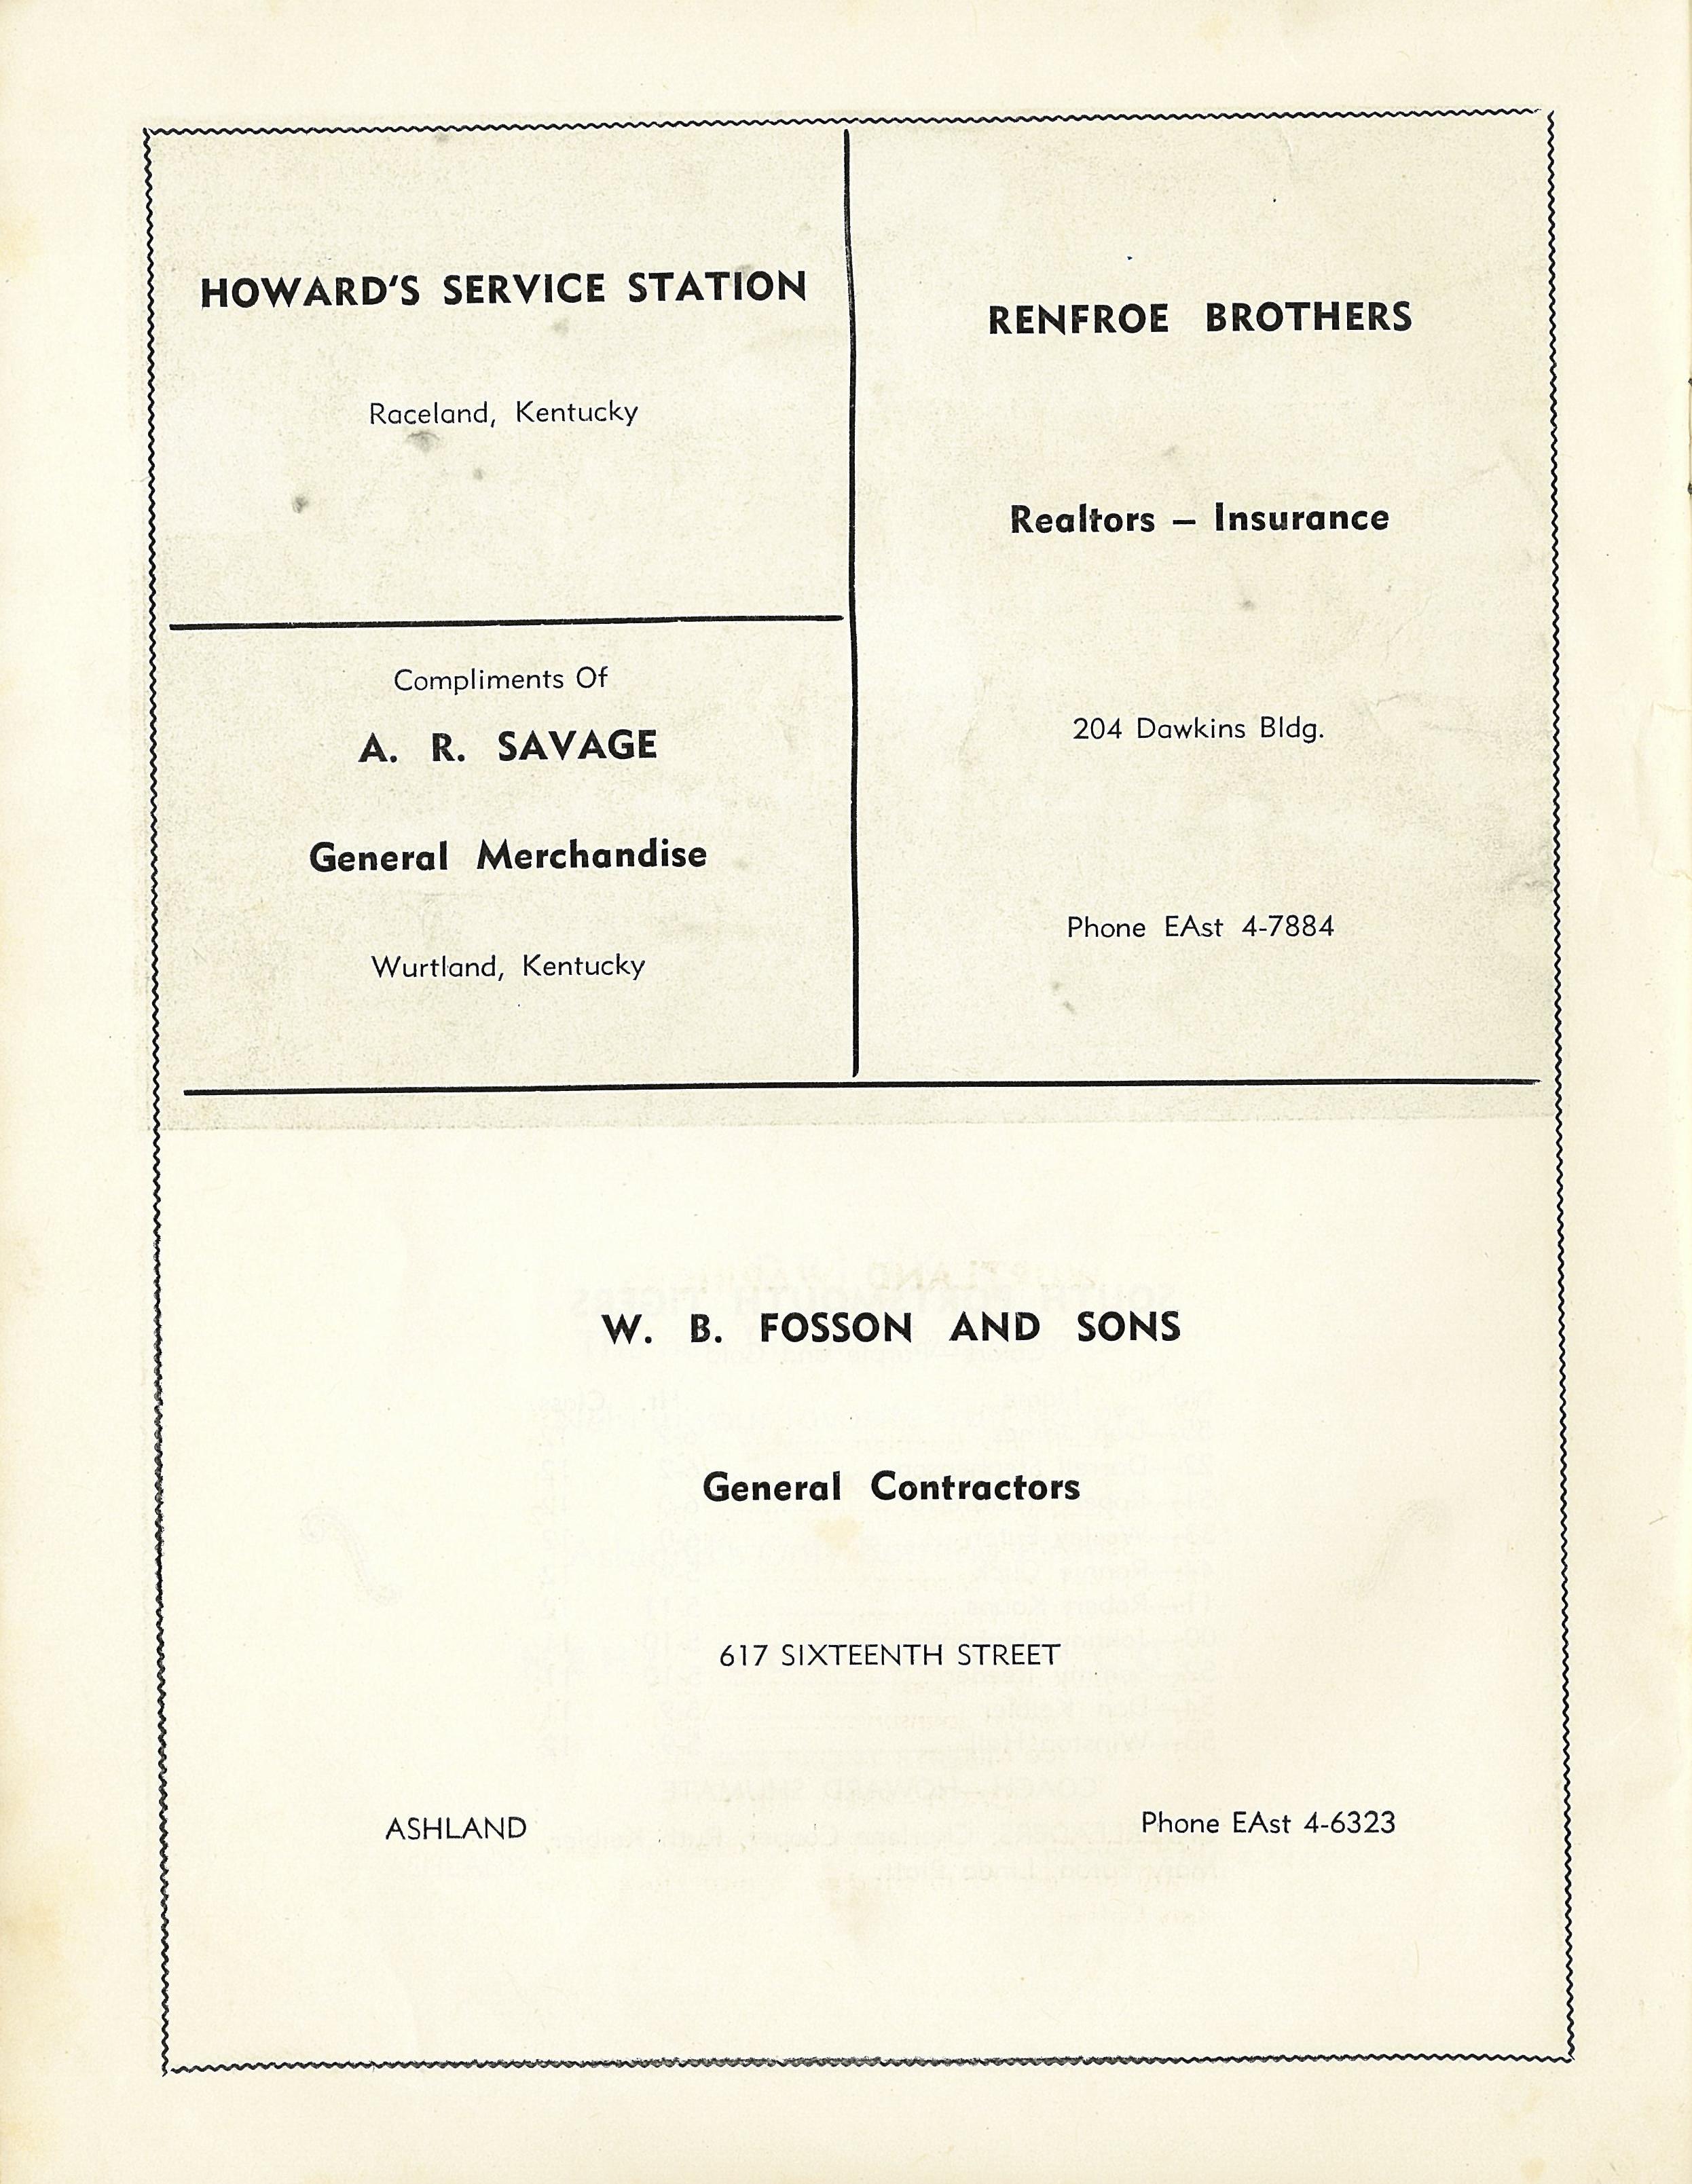 HOWARD'S SERVICE STATION
Raceland, Kentucky
Compliments Of
A. R. SAVAGE
General Merchandise
Wurtland, Kentucky
RENFROE BROTHERS
Realtors – Insurance
204 Dawkins Bldg.
Phone EAst 4-7884
W. B. FOSSON AND SONS
General Contractors
617 SIXTEENTH STREET
ASHLAND
Phone EAst 4-6323